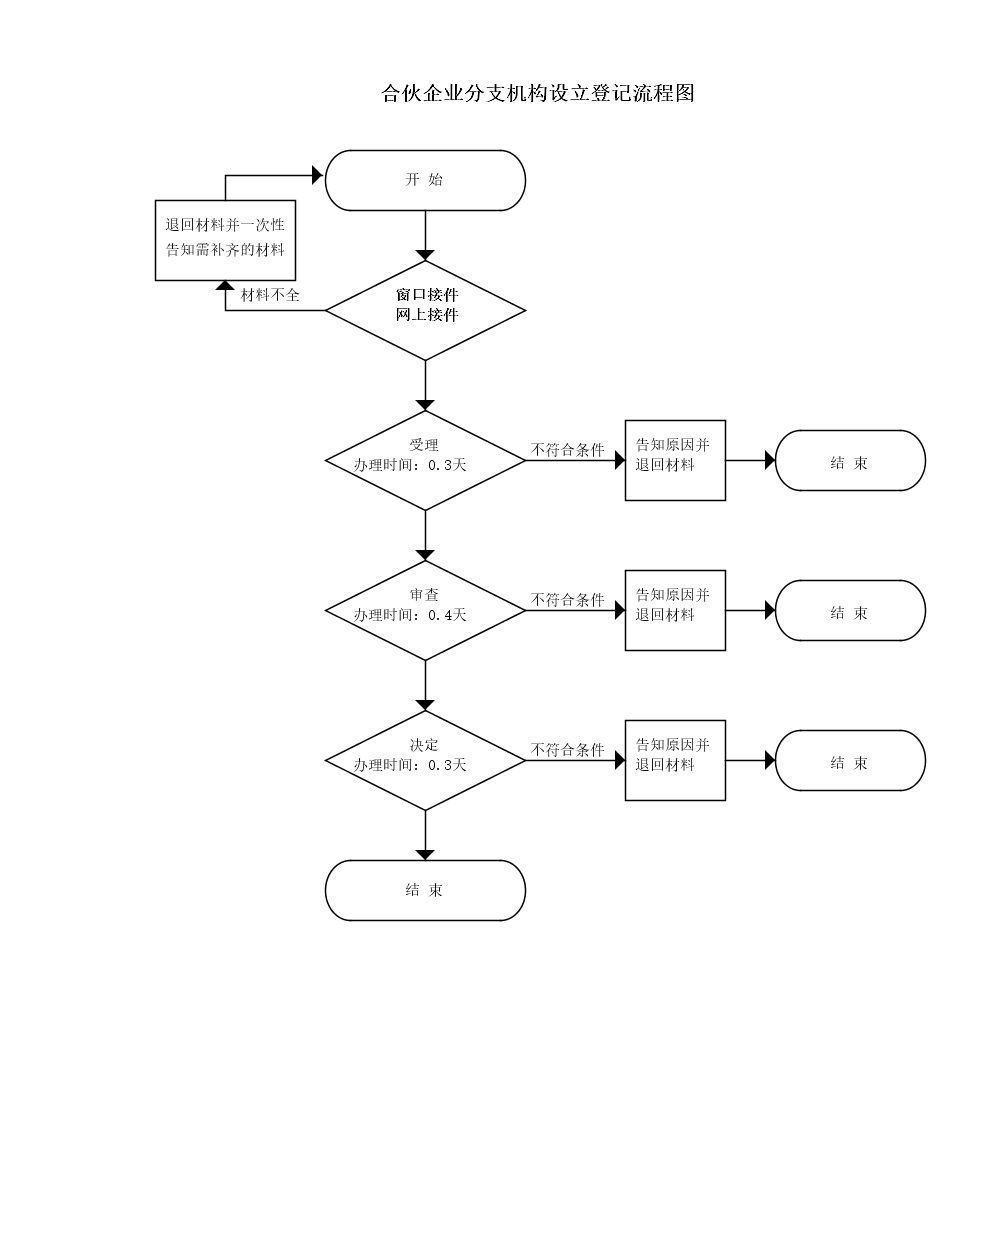 合伙企业分支机构设立登记流程图
开 始
退回材料并一次性
告知需补齐的材料
材料不全
窗口接件
网上接件
受理
办理时间: 0.3天
不符合条件
告知原因并
退回材料
结 束
审查
办理时间: 0.4天
不符合条件
告知原因并
退回材料
结 束
决定
办理时间: 0.3天
不符合条件
告知原因并
退回材料
结 束
结 束